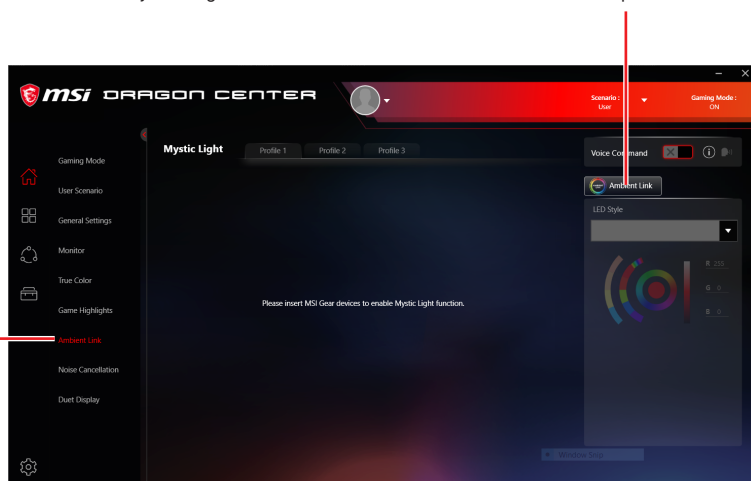 msi DRAGON CENTER
Scenario :
User
Gaming Mode :
ON
Gaming Mode
User Scenario
General Settings
Monitor
True Color
Game Highlights
Ambient Link
Noise Cancellation
Duet Display
Mystic Light
Profile 1
Profile 2
Profile 3
Please insert MSI Gear devices to enable Mystic Light function.
Voice Command
Ambient Link
LED Style
R 255
G 0
B 0
Window Snip